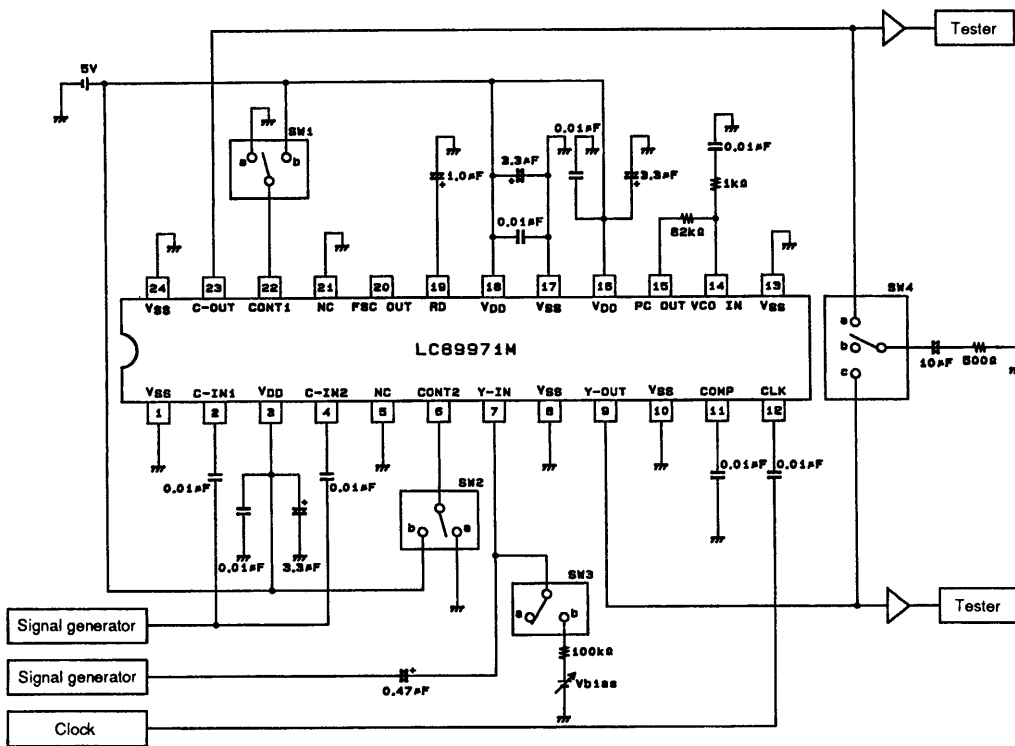 Tester
5V
SW1
a
b
0.01µF
0.01µF
1.0µF
3.3µF
3.3µF
1kΩ
0.01µF
82kΩ
24 23 22 21 20 19 18 17 16 15 14 13
VSS C-OUT CONT1 NC FSC OUT RD VDD VSS VDD PC OUT VCO IN VSS
SW4
a
b
c
10µF
500Ω
LC89971M
VSS C-IN1 VDD C-IN2 NC CONT2 Y-IN VSS Y-OUT VSS COMP CLK
1 2 3 4 5 6 7 8 9 10 11 12
0.01µF
0.01µF
0.01µF
0.01µF
SW2
b
a
0.01µF
3.3µF
SW3
a
b
Tester
Signal generator
100kΩ
Signal generator
0.47µF
Vbias
Clock